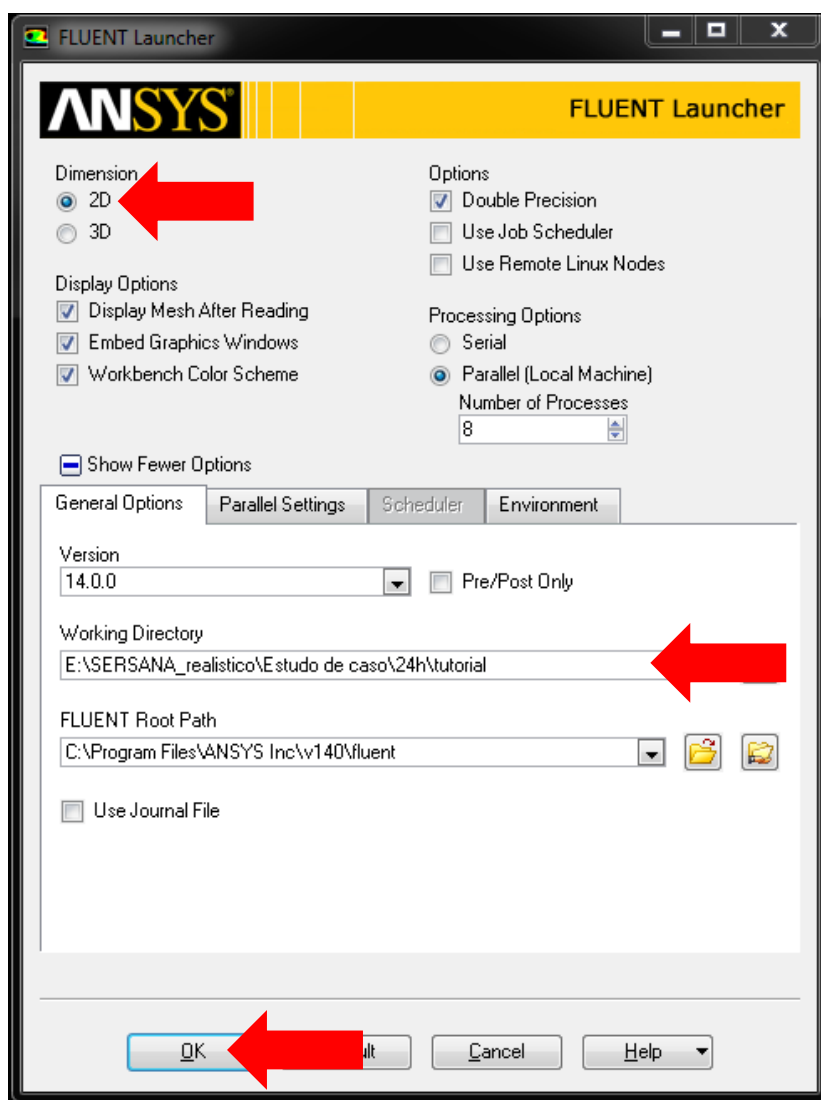 FLUENT Launcher
ANSYS®
FLUENT Launcher
Dimension
2D
3D
Options
Double Precision
Use Job Scheduler
Use Remote Linux Nodes
Display Options
Display Mesh After Reading
Embed Graphics Windows
Workbench Color Scheme
Processing Options
Serial
Parallel (Local Machine)
Number of Processes
8
Show Fewer Options
General Options Parallel Settings Scheduler Environment
Version
14.0.0
Pre/Post Only
Working Directory
E:\SERSANA_realistico\Estudo de caso\24h\tutorial
FLUENT Root Path
C:\Program Files\ANSYS Inc\v140\fluent
Use Journal File
OK Cancel Help